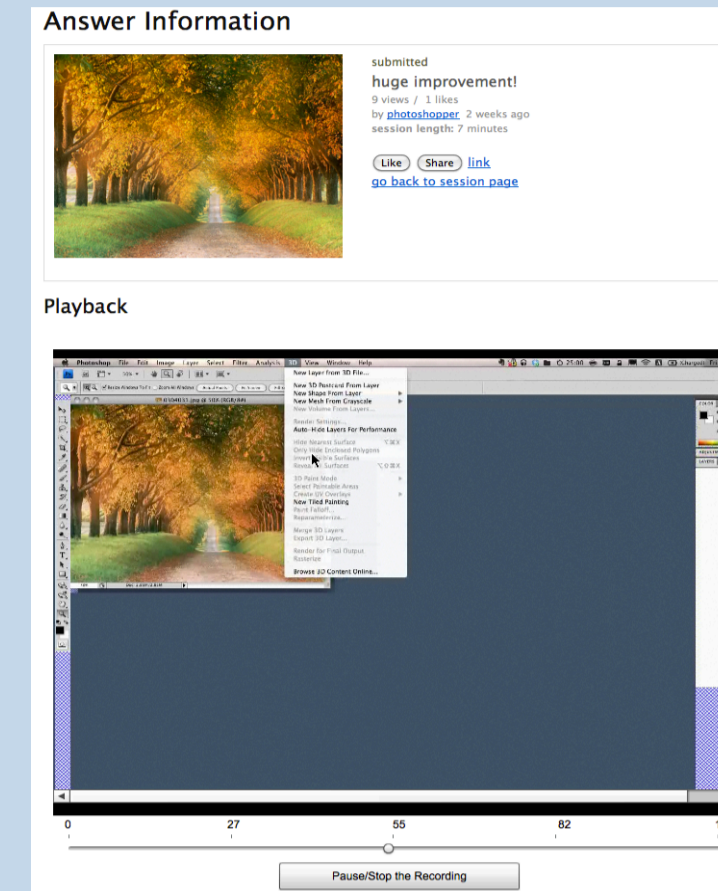 Answer Information
submitted
huge improvement!
9 views / 1 likes
by photoshopper 2 weeks ago
session length: 7 minutes
Like Share link
go back to session page
Playback
Photoshop File Edit Image Layer Select Filter Analysis 3D View Window Help
New Layer from 3D File...
New 3D Postcard From Layer
New Shape From Layer
New Mesh From Grayscale
New Volume From Layers...
Render Settings...
Auto-Hide Layers For Performance
Hide Nearest Surface
Only Hide Enclosed Polygons
Surfaces
Surfaces
3D Paint Mode
Select Paintable Areas
Create UV Overlays
New Tiled Painting
Paint Falloff...
Reparameterize...
Merge 3D Layers
Export 3D Layer...
Render for Final Output
Rasterize
Browse 3D Content Online...
0 27 55 82
Pause/Stop the Recording